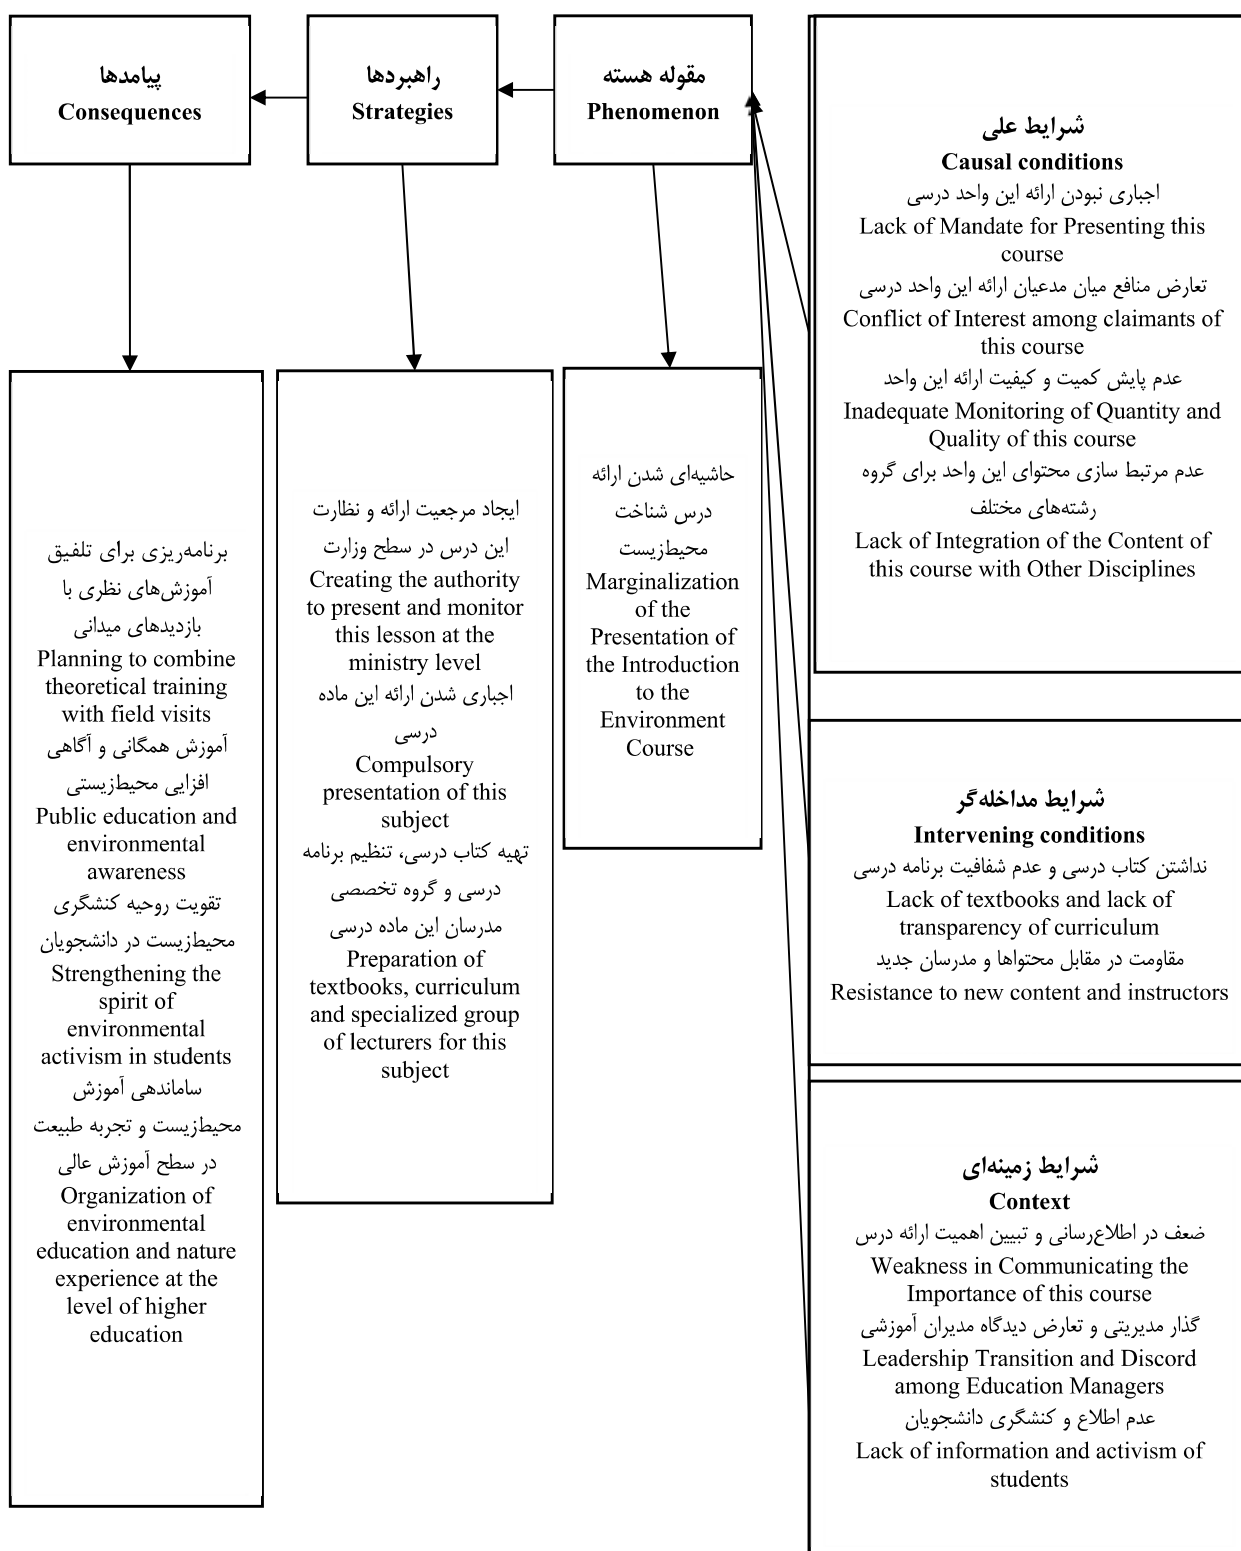 پیامدها
Consequences
راهبردها
Strategies
مقوله هسته
Phenomenon
شرایط علی
Causal conditions
اجباری نبودن ارائه این واحد درسی
Lack of Mandate for Presenting this
course
تعارض منافع میان مدعیان ارائه این واحد درسی
Conflict of Interest among claimants of
this course
عدم پایش کمیت و کیفیت ارائه این واحد
Inadequate Monitoring of Quantity and
Quality of this course
عدم مرتبط سازی محتوای این واحد برای گروه
رشته‌های مختلف
Lack of Integration of the Content of
this course with Other Disciplines
برنامه‌ریزی برای تلفیق
آموزش‌های نظری با
بازدیدهای میدانی
Planning to combine
theoretical training
with field visits
آموزش همگانی و آگاهی
افزایی محیط‌زیستی
Public education and
environmental
awareness
تقویت روحیه کنشگری
محیط‌زیست در دانشجویان
Strengthening the
spirit of
environmental
activism in students
ساماندهی آموزش
محیط‌زیست و تجربه طبیعت
در سطح آموزش عالی
Organization of
environmental
education and nature
experience at the
level of higher
education
ایجاد مرجعیت ارائه و نظارت
این درس در سطح وزارت
Creating the authority
to present and monitor
this lesson at the
ministry level
اجباری شدن ارائه این ماده
درسی
Compulsory
presentation of this
subject
تهیه کتاب درسی، تنظیم برنامه
درسی و گروه تخصصی
مدرسان این ماده درسی
Preparation of
textbooks, curriculum
and specialized group
of lecturers for this
subject
حاشیه‌ای شدن ارائه
درس شناخت
محیط‌زیست
Marginalization
of the
Presentation of
the Introduction
to the
Environment
Course
شرایط مداخله‌گر
Intervening conditions
نداشتن کتاب درسی و عدم شفافیت برنامه درسی
Lack of textbooks and lack of
transparency of curriculum
مقاومت در مقابل محتواها و مدرسان جدید
Resistance to new content and instructors
شرایط زمینه‌ای
Context
ضعف در اطلاع‌رسانی و تبیین اهمیت ارائه درس
Weakness in Communicating the
Importance of this course
گذار مدیریتی و تعارض دیدگاه مدیران آموزشی
Leadership Transition and Discord
among Education Managers
عدم اطلاع و کنشگری دانشجویان
Lack of information and activism of
students